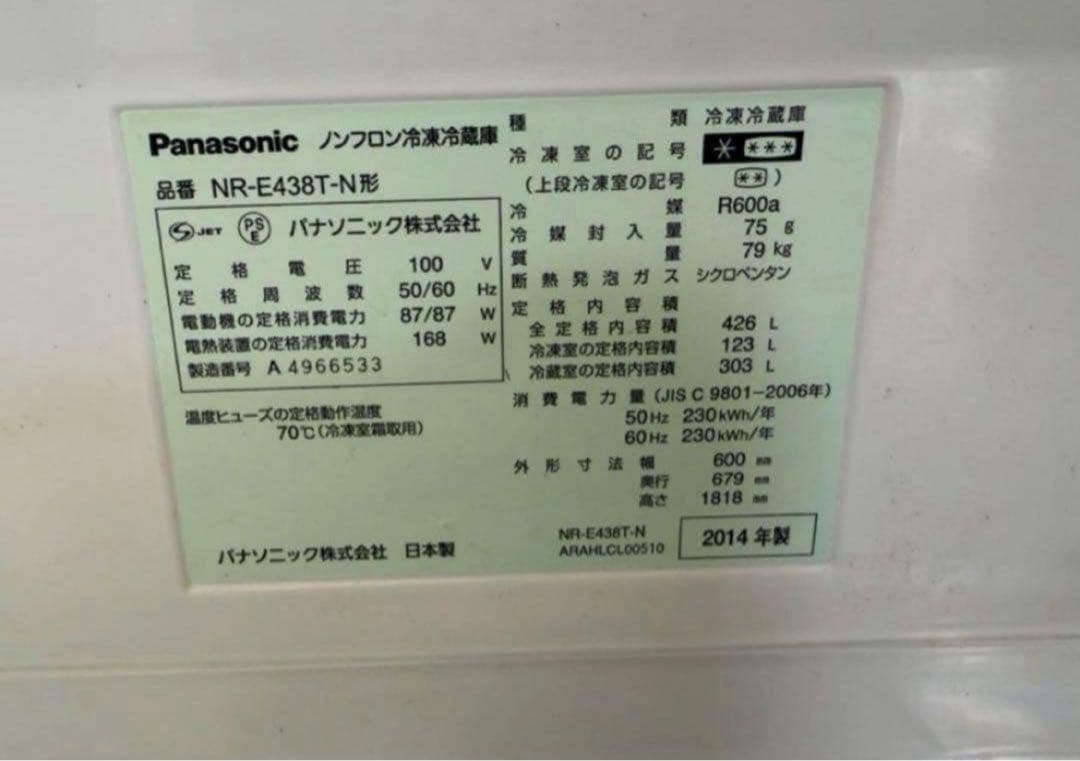 Panasonic ノンフロン冷凍冷蔵庫
品番 NR-E438T-N形
JET PSE パナソニック株式会社
定格電圧 100 V
定格周波数 50/60 Hz
電動機の定格消費電力 87/87 W
電熱装置の定格消費電力 168 W
製造番号 A 4966533
温度ヒューズの定格動作温度
70℃(冷凍室霜取用)
パナソニック株式会社 日本製
種類 冷凍冷蔵庫
冷凍室の記号 * ***
(上段冷凍室の記号 **)
冷媒 R600a
冷媒封入量 75 g
質量 79 kg
断熱発泡ガス シクロペンタン
定格内容積
全定格内容積 426 L
冷凍室の定格内容積 123 L
冷蔵室の定格内容積 303 L
消費電力量(JIS C 9801-2006年)
50Hz 230kWh/年
60Hz 230kWh/年
外形寸法幅 600 mm
奥行 679 mm
高さ 1818 mm
NR-E438T-N
ARAHLCL00510
2014年製